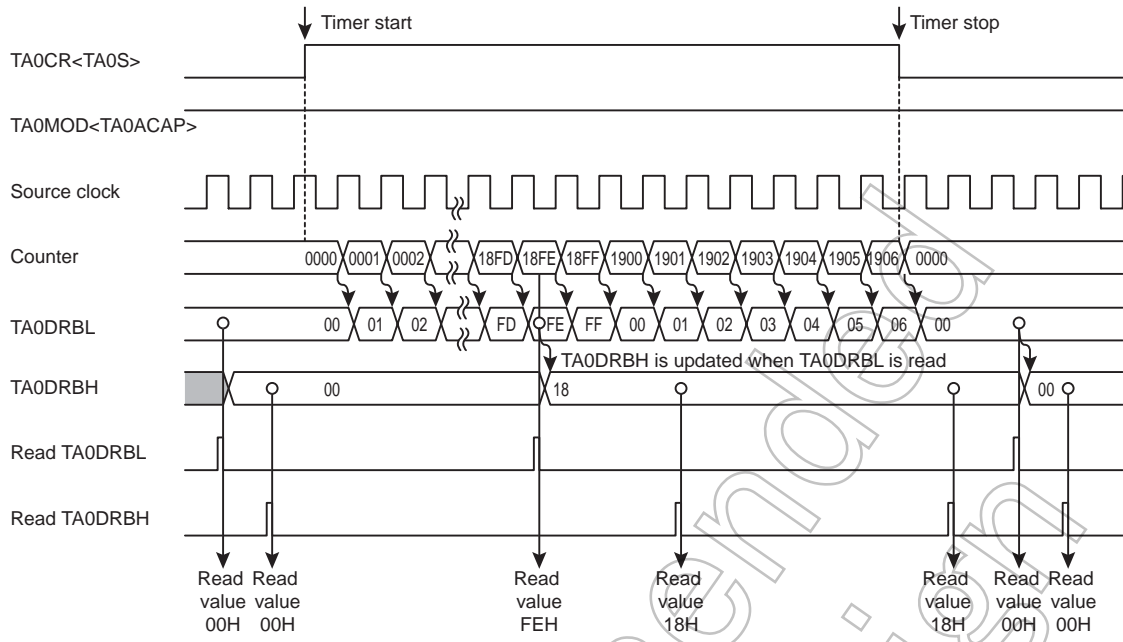 Timer start
Timer stop
TA0CR<TA0S>
TA0MOD<TA0ACAP>
Source clock
Counter
0000 0001 0002 18FD 18FE 18FF 1900 1901 1902 1903 1904 1905 1906 0000
TA0DRBL
00 01 02 FD FE FF 00 01 02 03 04 05 06 00
TA0DRBH is updated when TA0DRBL is read
TA0DRBH
00 18 00
Read TA0DRBL
Read TA0DRBH
Read Read Read Read Read Read Read
value value value value value value value
00H 00H FEH 18H 18H 00H 00H